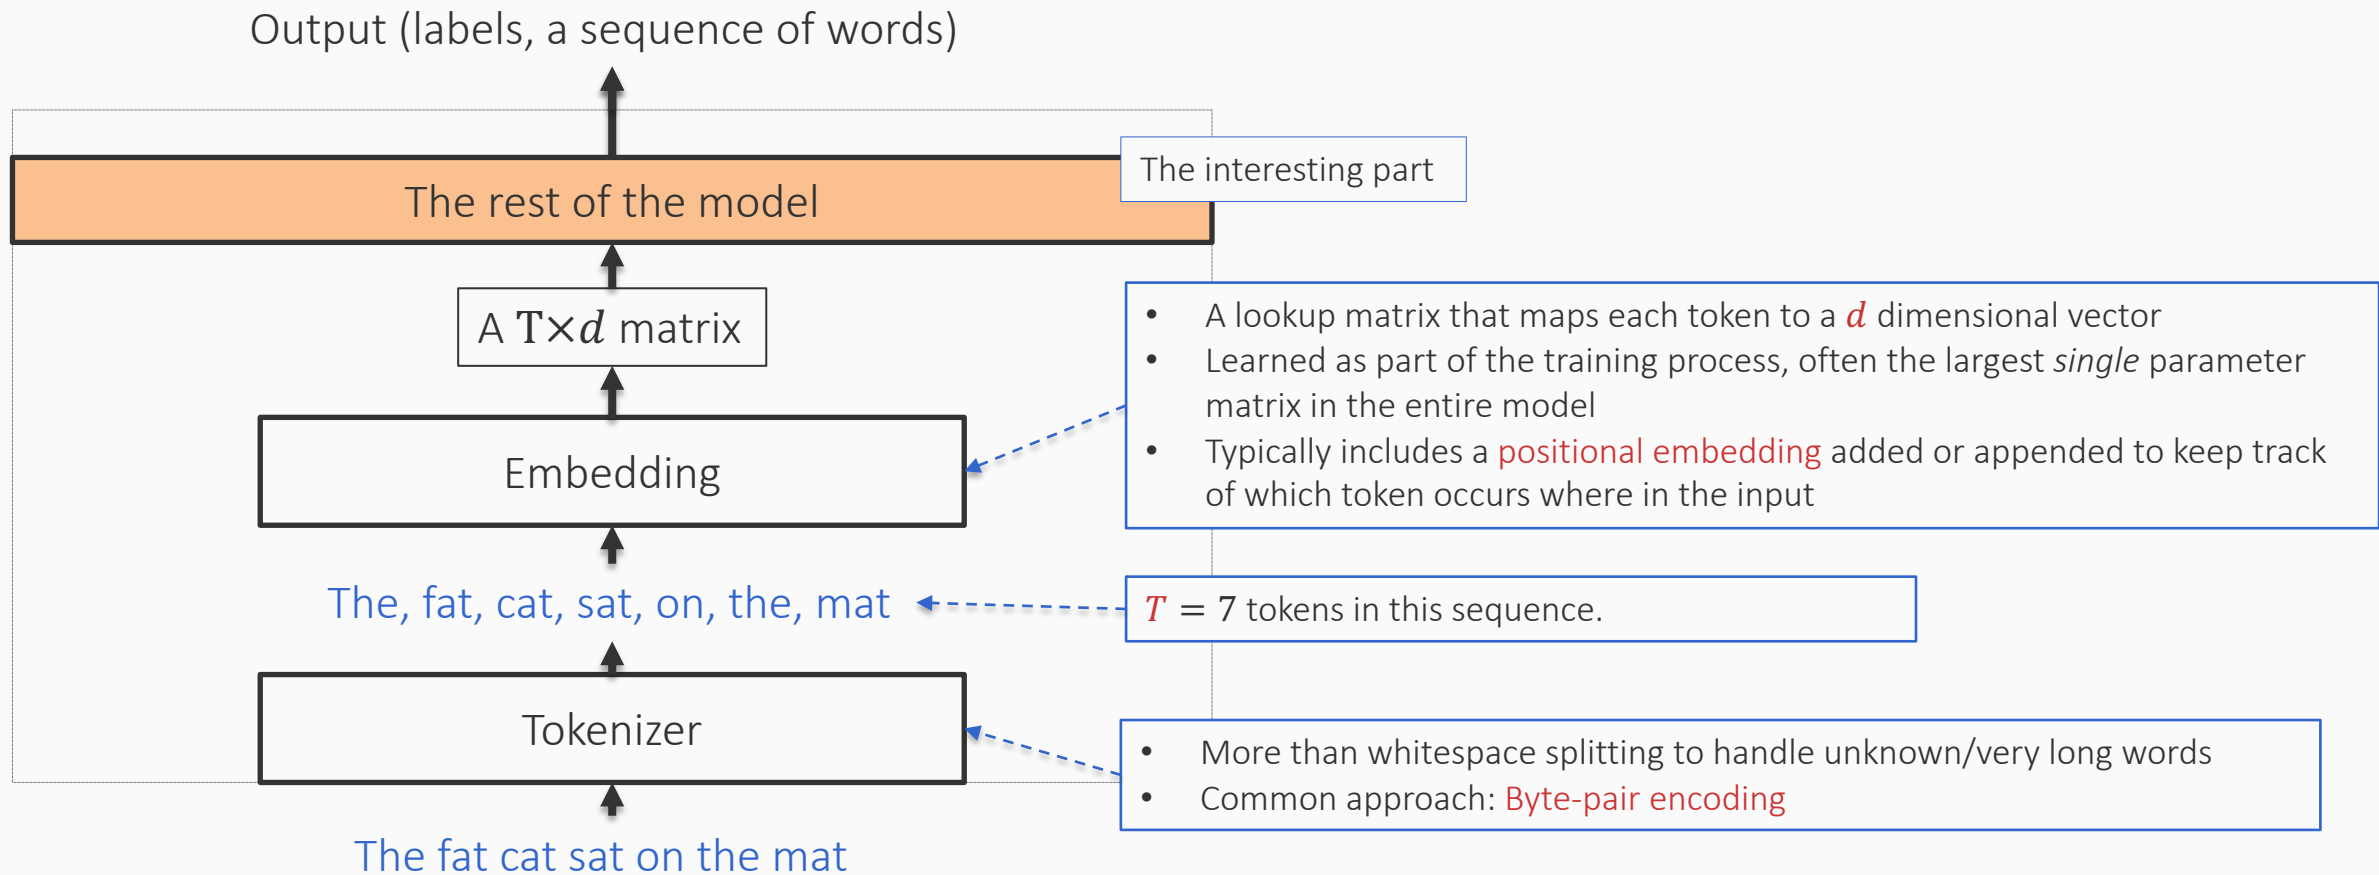 Output (labels, a sequence of words)
The interesting part
The rest of the model
A T×d matrix
• A lookup matrix that maps each token to a d dimensional vector
• Learned as part of the training process, often the largest single parameter
matrix in the entire model
• Typically includes a positional embedding added or appended to keep track
of which token occurs where in the input
Embedding
The, fat, cat, sat, on, the, mat
T = 7 tokens in this sequence.
Tokenizer
• More than whitespace splitting to handle unknown/very long words
• Common approach: Byte-pair encoding
The fat cat sat on the mat